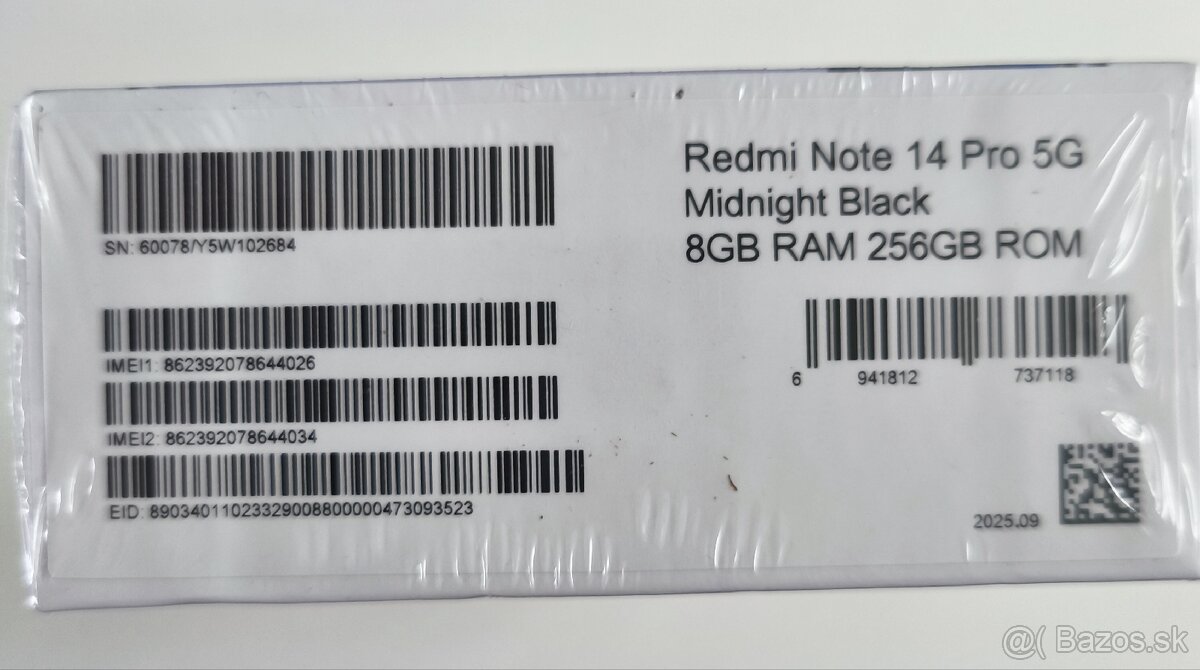 SN: 60078/Y5W102684
IMEI1: 862392078644026
IMEI2: 862392078644034
EID: 89034011023329008800000473093523
Redmi Note 14 Pro 5G
Midnight Black
8GB RAM 256GB ROM
6 941812 737118
2025.09
@( Bazos.sk